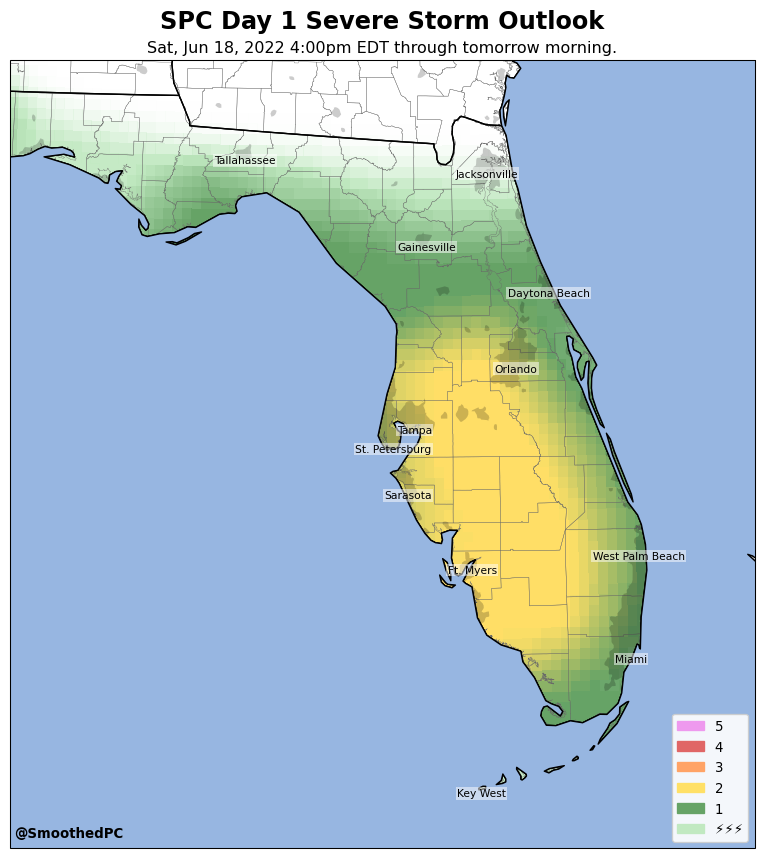 SPC Day 1 Severe Storm Outlook
Sat, Jun 18, 2022 4:00pm EDT through tomorrow morning.
Tallahassee
Jacksonville
Gainesville
Daytona Beach
Orlando
Tampa
St. Petersburg
Sarasota
West Palm Beach
Ft. Myers
Miami
5
4
3
2
1
⚡⚡⚡
Key West
@SmoothedPC